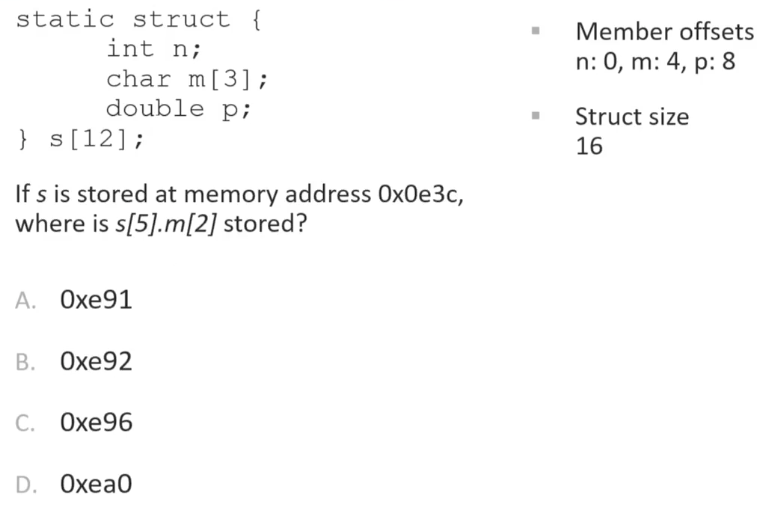 static struct {
int n;
char m[3];
double p;
} s[12];
If s is stored at memory address 0x0e3c,
where is s[5].m[2] stored?
A. 0xe91
B. 0xe92
C. 0xe96
D. 0xea0
▪ Member offsets
n: 0, m: 4, p: 8
▪ Struct size
16